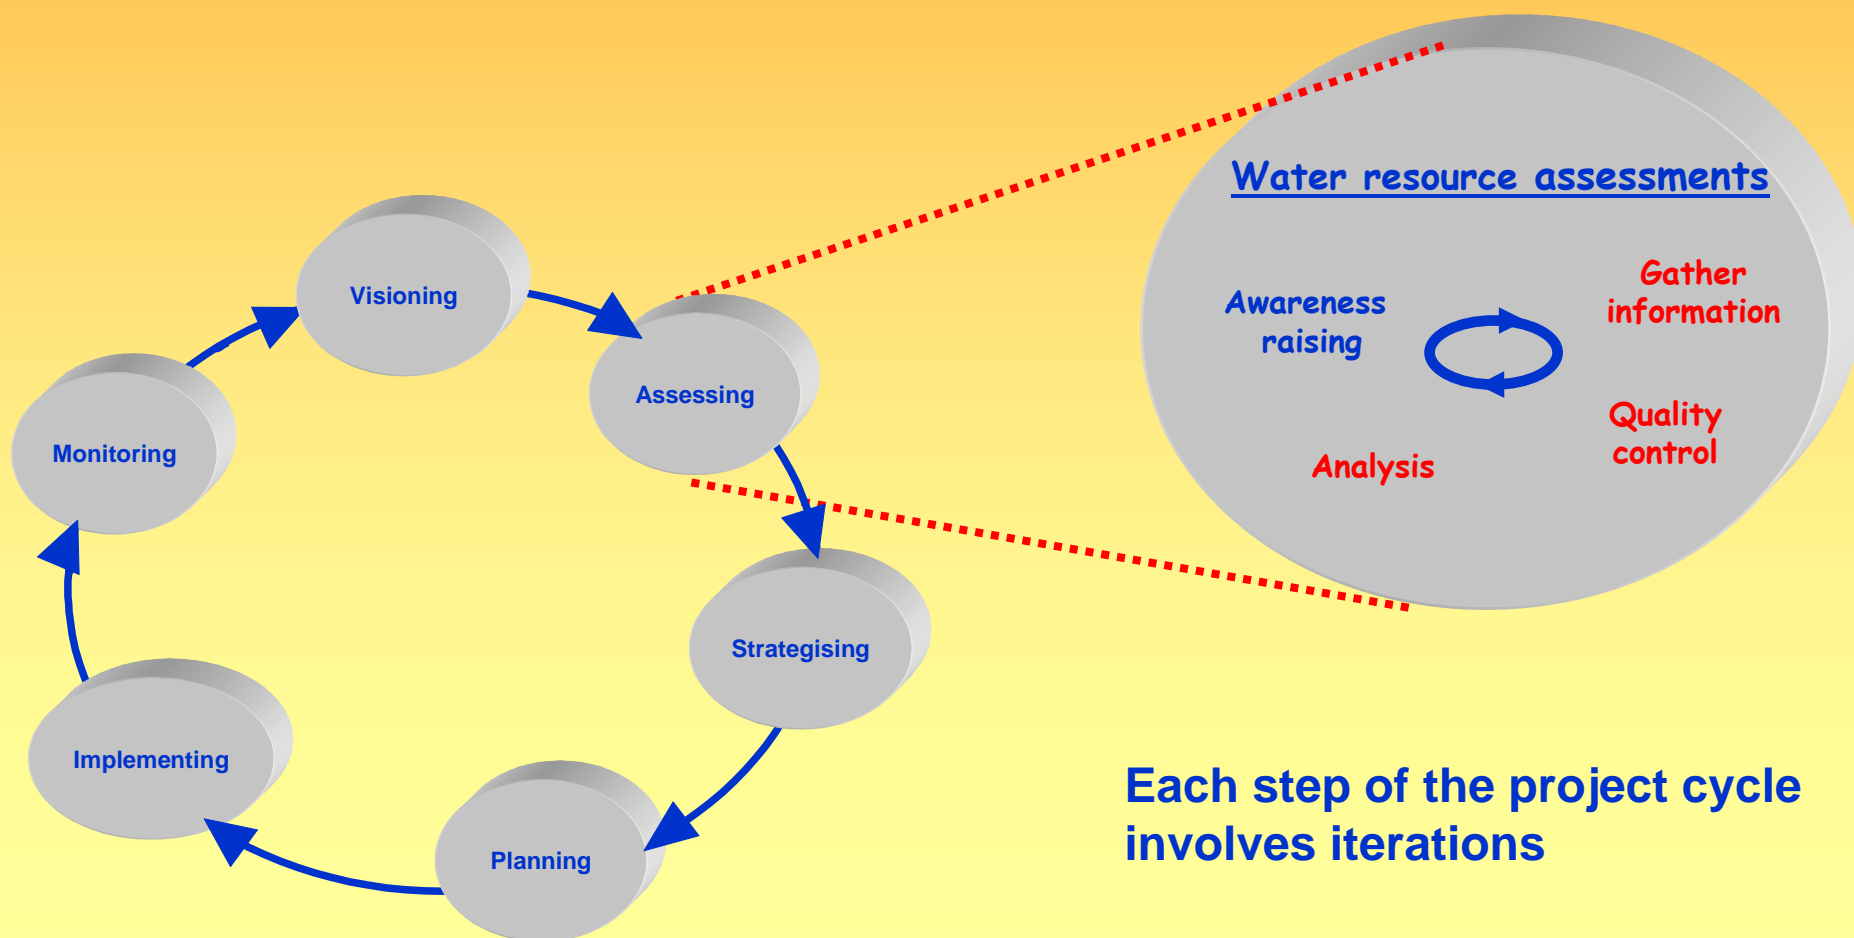 Water resource assessments
Gather
information
Awareness
raising
Quality
control
Analysis
Visioning
Assessing
Monitoring
Strategising
Implementing
Planning
Each step of the project cycle
involves iterations